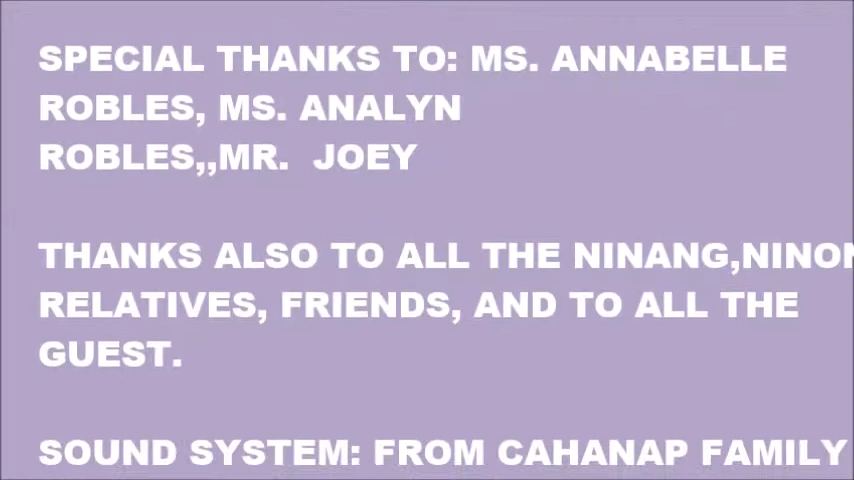 SPECIAL THANKS TO: MS. ANNABELLE
ROBLES, MS. ANALYN
ROBLES,,MR.  JOEY
THANKS ALSO TO ALL THE NINANG,
RELATIVES, FRIENDS, AND TO ALL THE
GUEST.
SOUND SYSTEM: FROM CAHANAP FAMILY